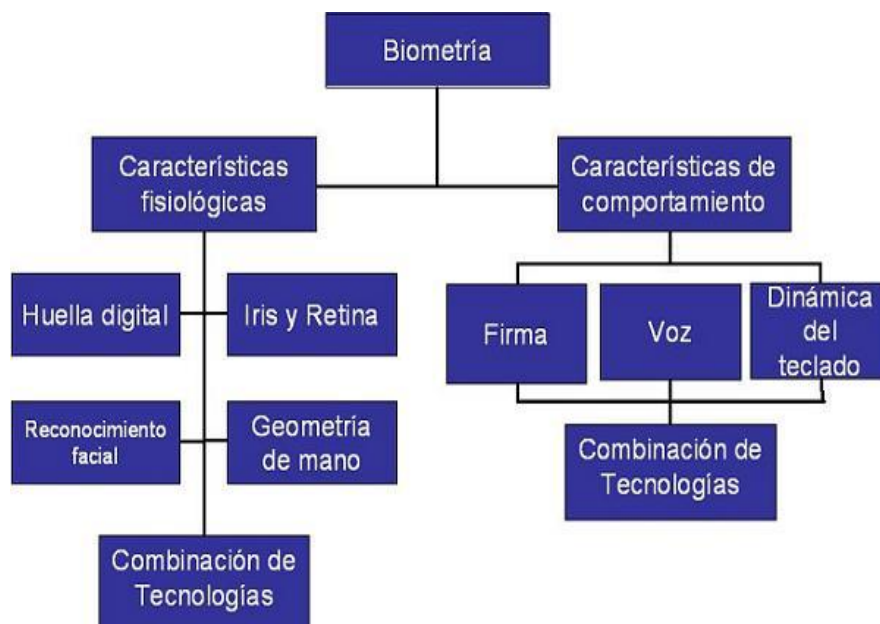 Biometría
Características
fisiológicas
Características de
comportamiento
Huella digital
Iris y Retina
Firma
Voz
Dinámica
del
teclado
Reconocimiento
facial
Geometría
de mano
Combinación de
Tecnologías
Combinación de
Tecnologías